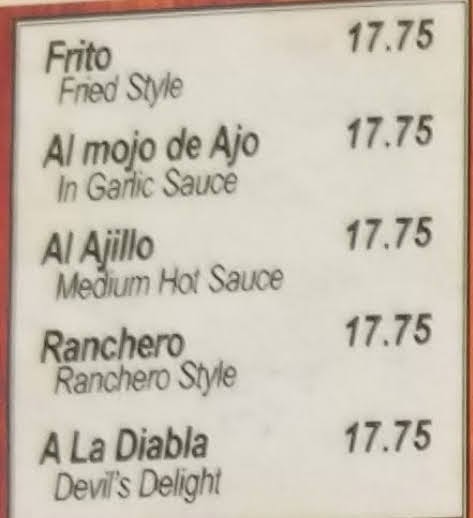 Frito 17.75
Fried Style
Al mojo de Ajo 17.75
In Garlic Sauce
Al Ajillo 17.75
Medium Hot Sauce
Ranchero 17.75
Ranchero Style
A La Diabla 17.75
Devil's Delight